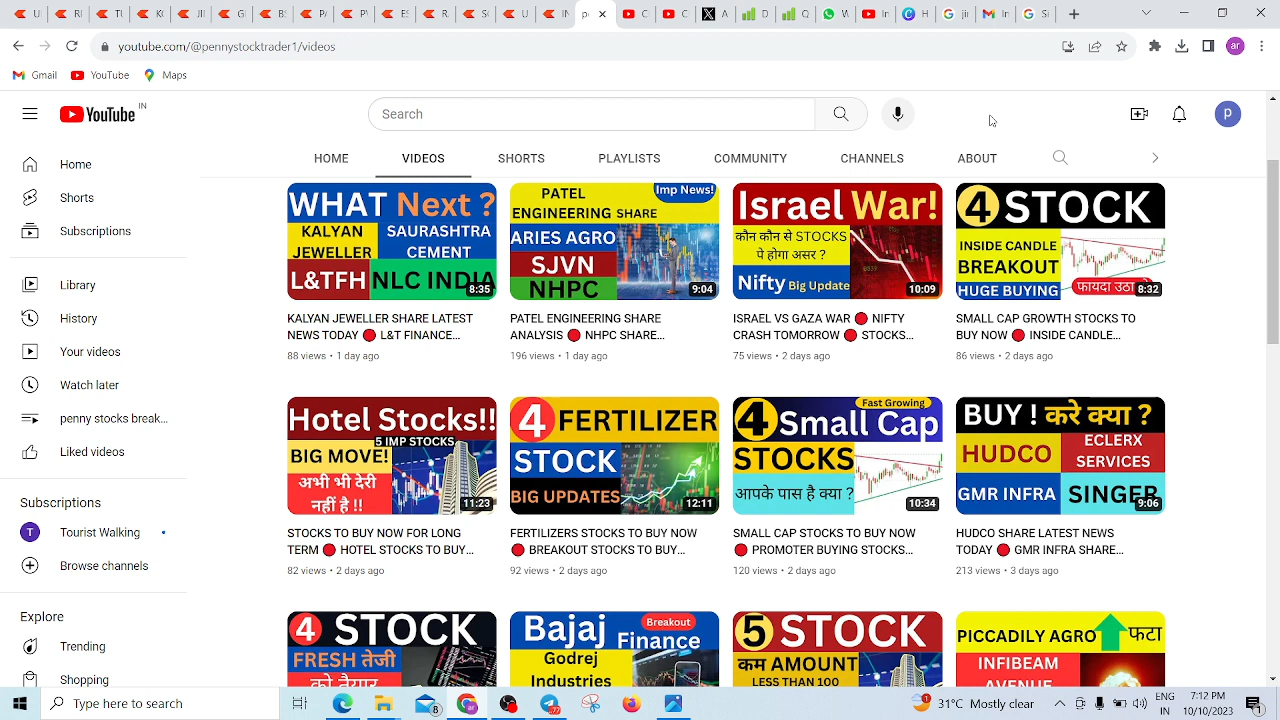 youtube.com/@pennystocktrader1/videos
Gmail
YouTube
Maps
YouTube IN
Search
p
HOME
VIDEOS
SHORTS
PLAYLISTS
COMMUNITY
CHANNELS
ABOUT
Home
Shorts
Subscriptions
Library
History
Your videos
Watch later
penny stocks break...
Liked videos
Subscriptions
T Tourist Walking
Browse channels
Explore
Trending
Shopping
WHAT Next ?
KALYAN JEWELLER
SAURASHTRA CEMENT
L&TFH
NLC INDIA
8:35
KALYAN JEWELLER SHARE LATEST
NEWS TODAY 🔴 L&T FINANCE...
88 views • 1 day ago
PATEL
ENGINEERING SHARE
Imp News!
ARIES AGRO
SJVN
NHPC
9:04
PATEL ENGINEERING SHARE
ANALYSIS 🔴 NHPC SHARE...
196 views • 1 day ago
Israel War!
कौन कौन से STOCKS
पे होगा असर ?
Nifty Big Update
10:09
ISRAEL VS GAZA WAR 🔴 NIFTY
CRASH TOMORROW 🔴 STOCKS...
75 views • 2 days ago
4 STOCK
INSIDE CANDLE
BREAKOUT
HUGE BUYING
फायदा उठा
8:32
SMALL CAP GROWTH STOCKS TO
BUY NOW 🔴 INSIDE CANDLE...
86 views • 2 days ago
Hotel Stocks!!
5 IMP STOCKS
BIG MOVE!
अभी भी देरी
नहीं है !!
11:23
STOCKS TO BUY NOW FOR LONG
TERM 🔴 HOTEL STOCKS TO BUY...
82 views • 2 days ago
4 FERTILIZER
STOCK
BIG UPDATES
12:11
FERTILIZERS STOCKS TO BUY NOW
🔴 BREAKOUT STOCKS TO BUY...
92 views • 2 days ago
Fast Growing
4 Small Cap
STOCKS
आपके पास है क्या ?
10:34
SMALL CAP STOCKS TO BUY NOW
🔴 PROMOTER BUYING STOCKS...
120 views • 2 days ago
BUY ! करे क्या ?
HUDCO
ECLERX
SERVICES
GMR INFRA
SINGER
9:06
HUDCO SHARE LATEST NEWS
TODAY 🔴 GMR INFRA SHARE...
213 views • 3 days ago
4 STOCK
FRESH तेजी
को तैयार
Bajaj Finance
Breakout
Godrej
Industries
5 STOCK
कम AMOUNT
LESS THAN 100
PICCADILY AGRO फटा
INFIBEAM
AVENUE
Type here to search
8
77
31°C Mostly clear
ENG
IN
7:12 PM
10/10/2023